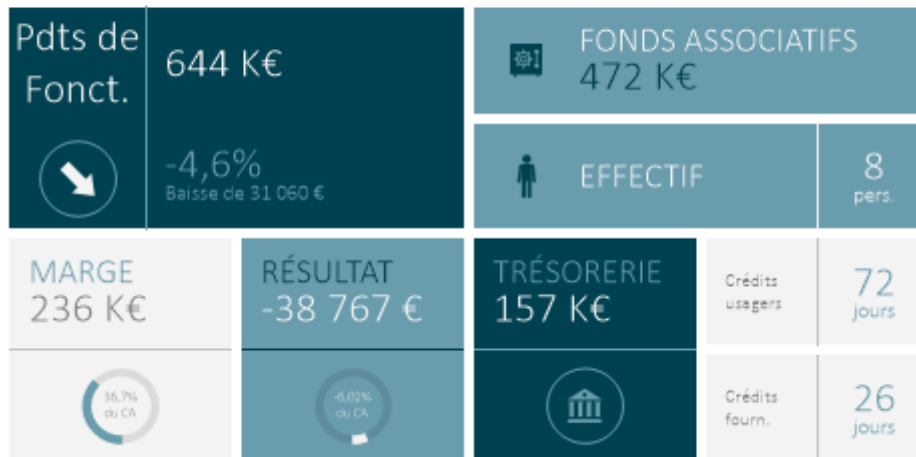 Pdts de
Fonct.
644 K€
-4,6%
Baisse de 31 060 €
FONDS ASSOCIATIFS
472 K€
EFFECTIF
8
pers.
MARGE
236 K€
36,7%
du CA
RÉSULTAT
-38 767 €
-6,02%
du CA
TRÉSORERIE
157 K€
Crédits
usagers
72
jours
Crédits
fourn.
26
jours